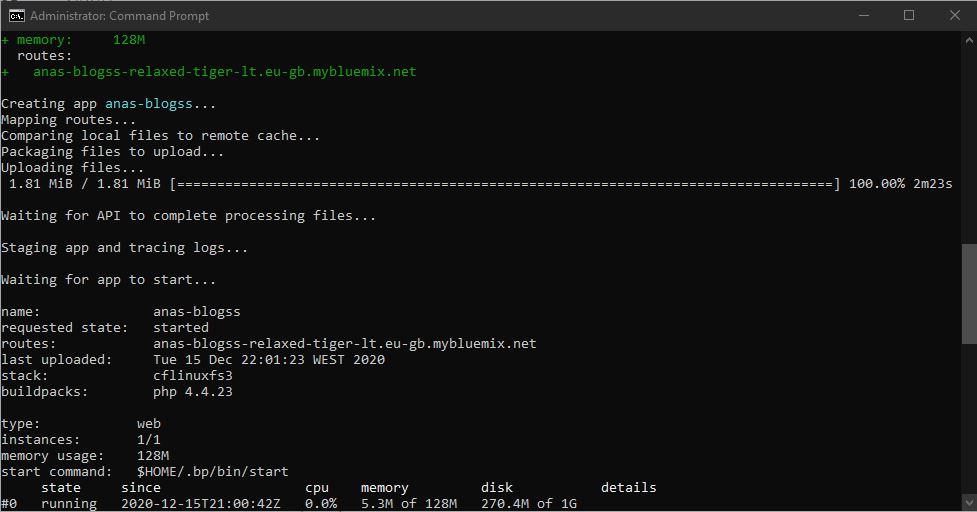 Administrator: Command Prompt
+ memory:     128M
  routes:
+   anas-blogss-relaxed-tiger-lt.eu-gb.mybluemix.net
Creating app anas-blogss...
Mapping routes...
Comparing local files to remote cache...
Packaging files to upload...
Uploading files...
 1.81 MiB / 1.81 MiB [==================================================================================] 100.00% 2m23s
Waiting for API to complete processing files...
Staging app and tracing logs...
Waiting for app to start...
name:              anas-blogss
requested state:   started
routes:            anas-blogss-relaxed-tiger-lt.eu-gb.mybluemix.net
last uploaded:     Tue 15 Dec 22:01:23 WEST 2020
stack:             cflinuxfs3
buildpacks:        php 4.4.23
type:            web
instances:       1/1
memory usage:    128M
start command:   $HOME/.bp/bin/start
     state     since                  cpu    memory         disk           details
#0   running   2020-12-15T21:00:42Z   0.0%   5.3M of 128M   270.4M of 1G